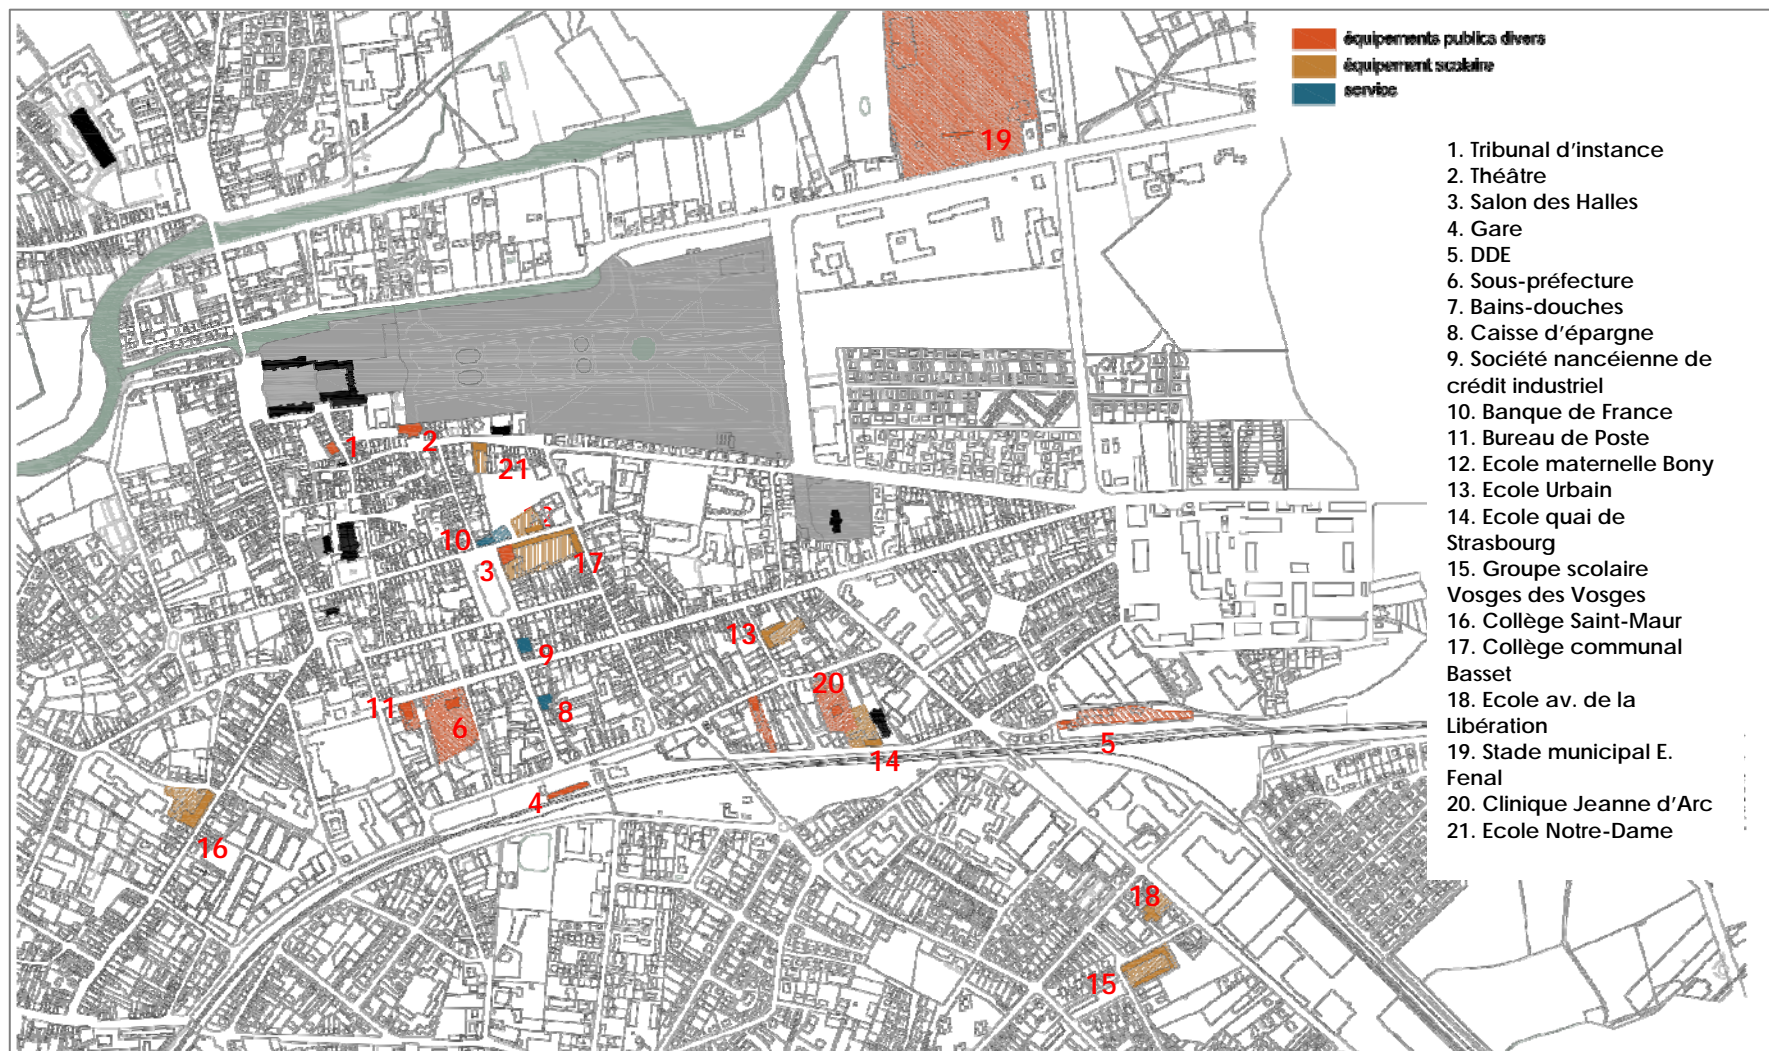 équipements publics divers
équipement scolaire
service
19
1. Tribunal d'instance
2. Théâtre
3. Salon des Halles
4. Gare
5. DDE
6. Sous-préfecture
7. Bains-douches
8. Caisse d'épargne
9. Société nancéienne de
crédit industriel
10. Banque de France
11. Bureau de Poste
12. Ecole maternelle Bony
13. Ecole Urbain
14. Ecole quai de
Strasbourg
15. Groupe scolaire
Vosges des Vosges
16. Collège Saint-Maur
17. Collège communal
Basset
18. Ecole av. de la
Libération
19. Stade municipal E.
Fenal
20. Clinique Jeanne d'Arc
21. Ecole Notre-Dame
1
2
21
10
3
17
13
9
20
11
6
8
5
14
4
16
18
15